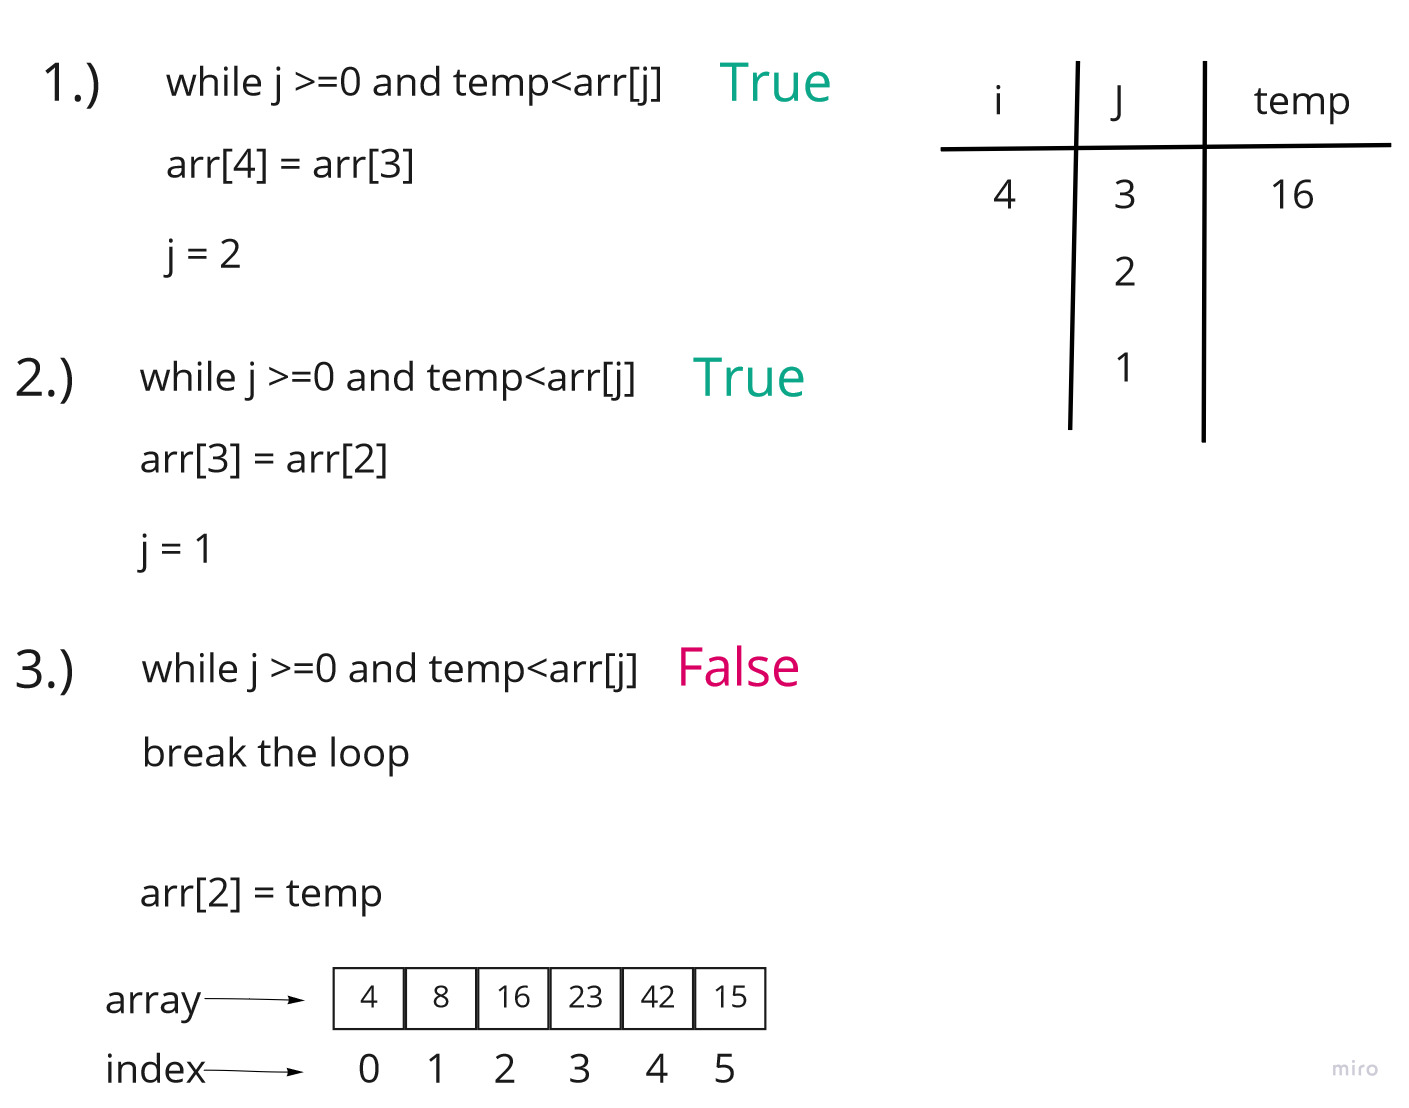 1.) while j >=0 and temp<arr[j] True
arr[4] = arr[3]
j = 2
i J temp
4 3 16
2
1
2.) while j >=0 and temp<arr[j] True
arr[3] = arr[2]
j = 1
3.) while j >=0 and temp<arr[j] False
break the loop
arr[2] = temp
array 4 8 16 23 42 15
index 0 1 2 3 4 5
miro